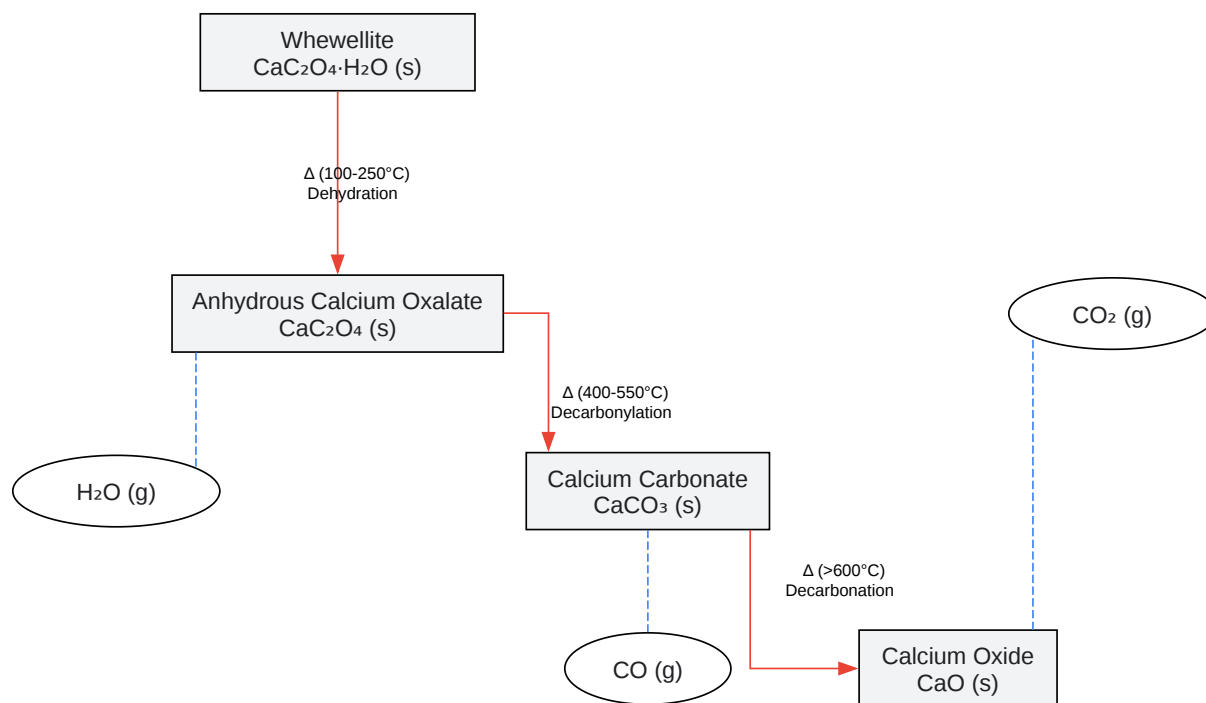 Whewellite
CaC₂O₄·H₂O (s)
Δ (100-250°C)
Dehydration
Anhydrous Calcium Oxalate
CaC₂O₄ (s)
CO₂ (g)
Δ (400-550°C)
Decarbonylation
H₂O (g)
Calcium Carbonate
CaCO₃ (s)
Δ (>600°C)
Decarbonation
CO (g)
Calcium Oxide
CaO (s)